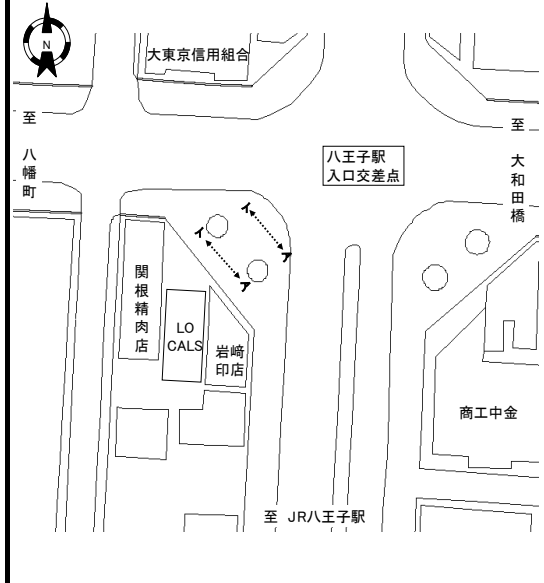 N
大東京信用組合
至 八幡町
八王子駅
入口交差点
至 大和田橋
イ
ア
イ
ア
関根精肉店
LO
CALS
岩崎
印店
商工中金
至 JR八王子駅